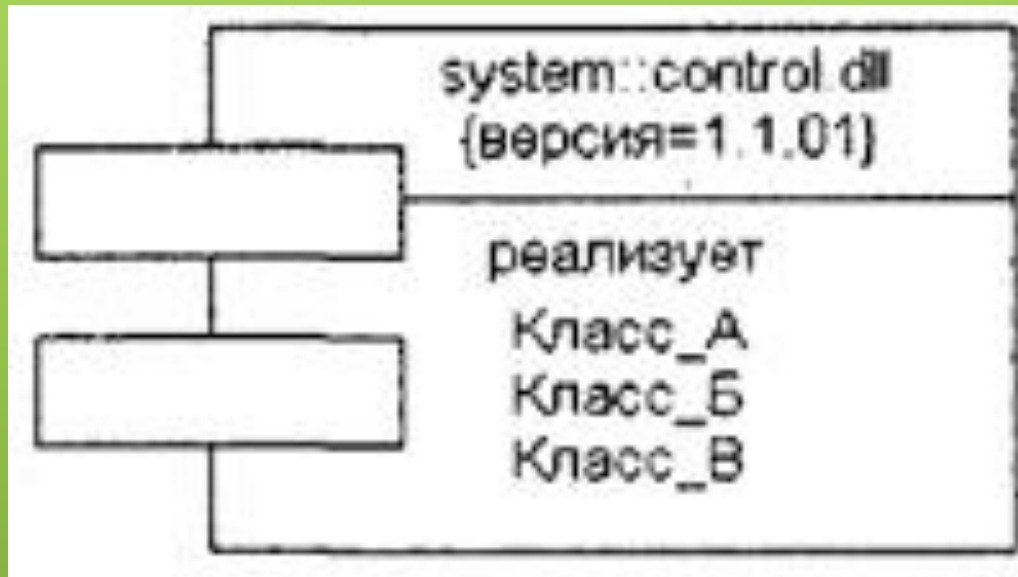 system::control.dll
{версия=1.1.01}
реализует
Класс_А
Класс_Б
Класс_В